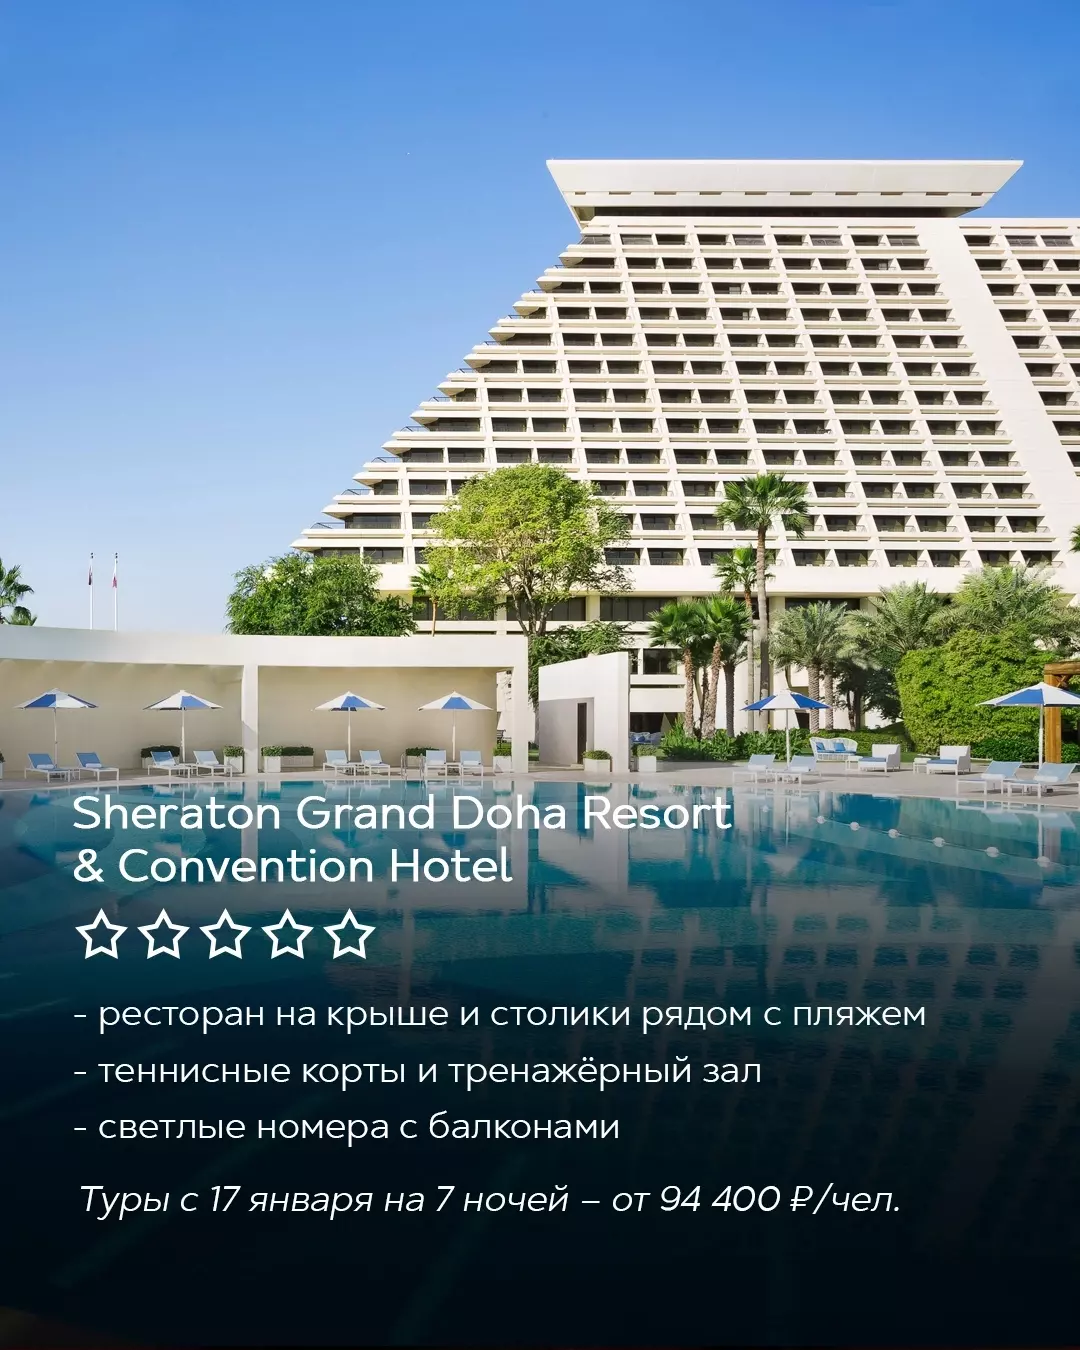 Sheraton Grand Doha Resort
& Convention Hotel
- ресторан на крыше и столики рядом с пляжем
- теннисные корты и тренажёрный зал
- светлые номера с балконами
Туры с 17 января на 7 ночей – от 94 400 ₽/чел.